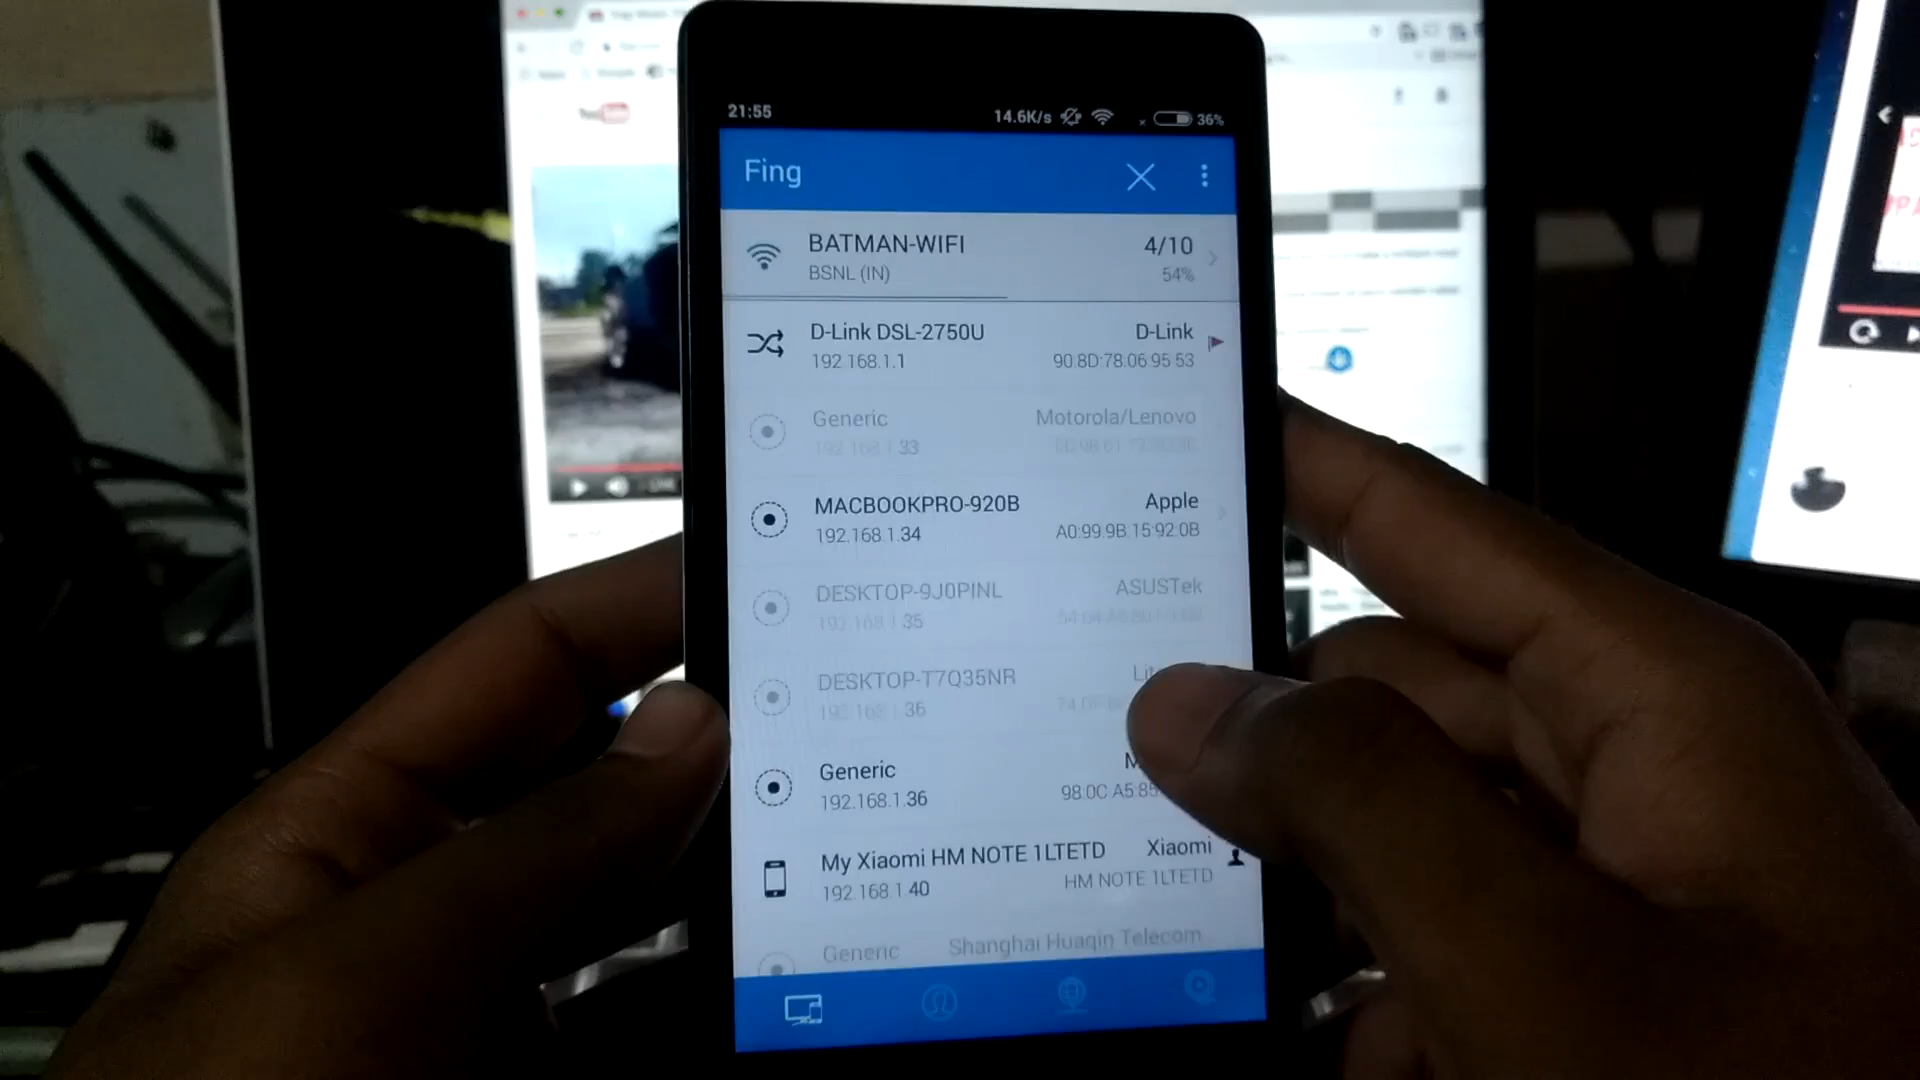 21:55 14.6K/s 36%
Fing
BATMAN-WIFI 4/10
BSNL (IN) 54%
D-Link DSL-2750U D-Link
192.168.1.1 90:8D:78:06:95:53
Generic Motorola/Lenovo
192.168.1.33
MACBOOKPRO-920B Apple
192.168.1.34 A0:99:9B:15:92:0B
DESKTOP-9J0PINL ASUSTek
192.168.1.35
DESKTOP-T7Q35NR
192.168.1.36
Generic
192.168.1.36 98:0C:A5:85
My Xiaomi HM NOTE 1LTETD Xiaomi
192.168.1.40 HM NOTE 1LTETD
Generic Shanghai Huaqin Telecom